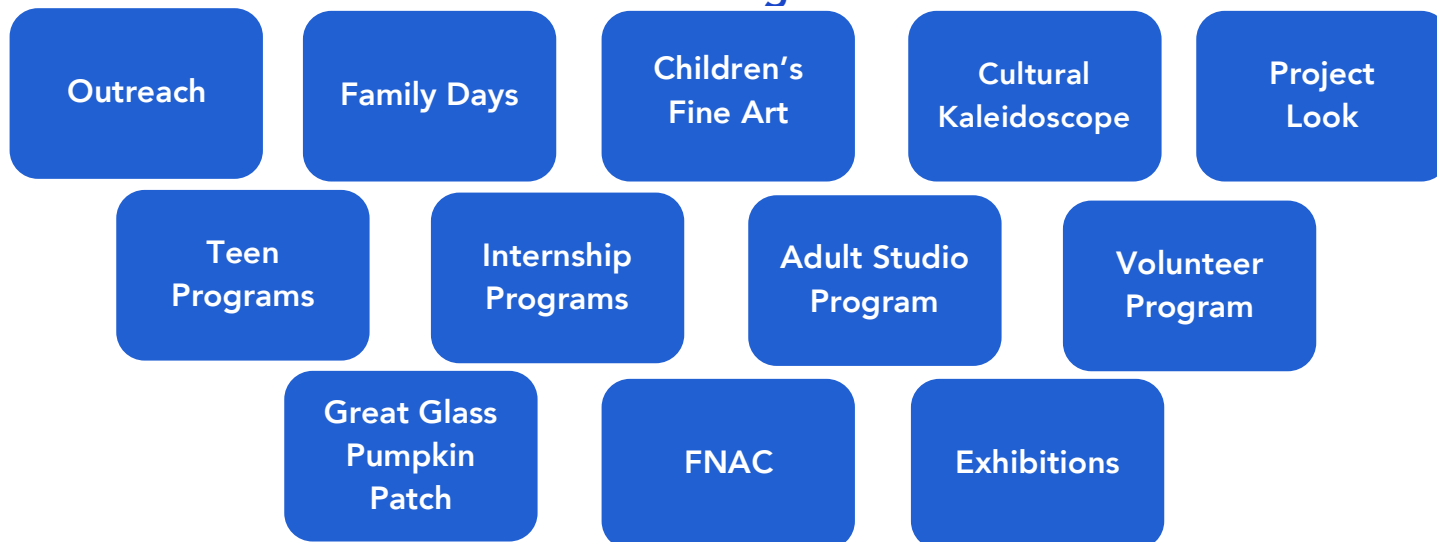 Outreach
Family Days
Children's
Fine Art
Cultural
Kaleidoscope
Project
Look
Teen
Programs
Internship
Programs
Adult Studio
Program
Volunteer
Program
Great Glass
Pumpkin
Patch
FNAC
Exhibitions